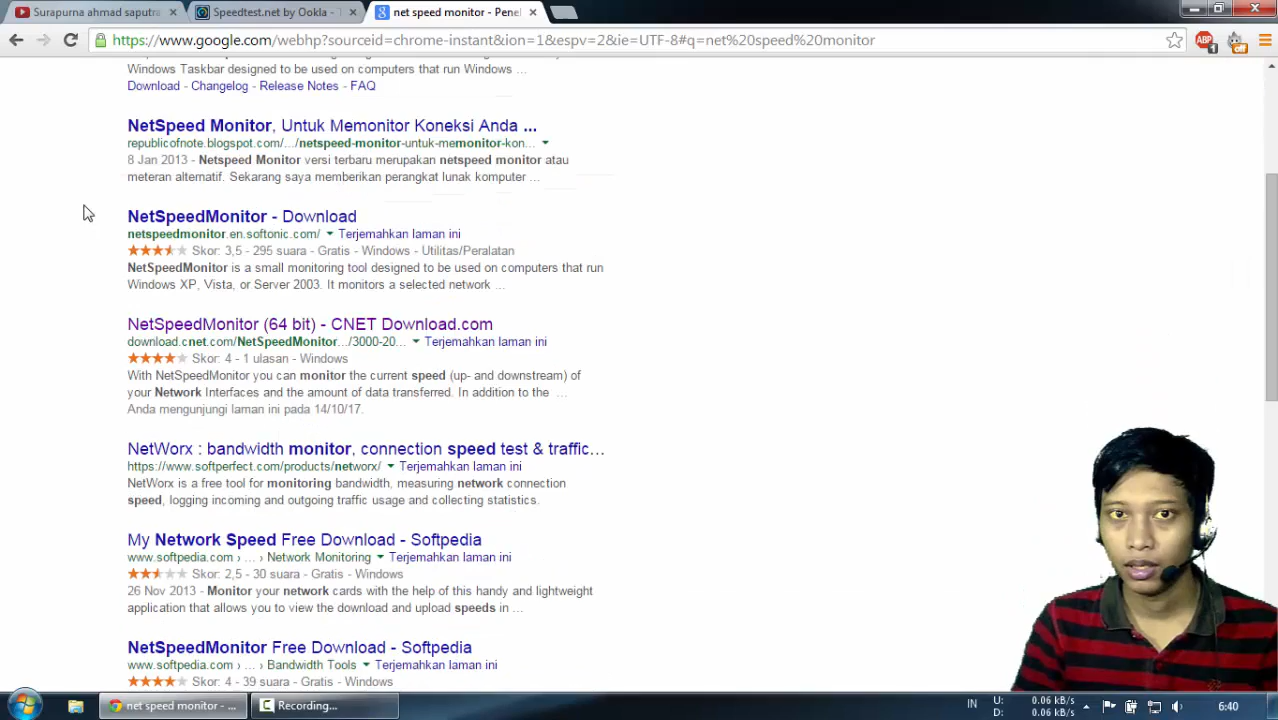 Surapurna ahmad saputra
Speedtest.net by Ookla - T
net speed monitor - Pene
https://www.google.com/webhp?sourceid=chrome-instant&ion=1&espv=2&ie=UTF-8#q=net%20speed%20monitor
ABP
1
off
Windows Taskbar designed to be used on computers that run Windows ...
Download - Changelog - Release Notes - FAQ
NetSpeed Monitor, Untuk Memonitor Koneksi Anda ...
republicofnote.blogspot.com/.../netspeed-monitor-untuk-memonitor-kon...
8 Jan 2013 - Netspeed Monitor versi terbaru merupakan netspeed monitor atau
meteran alternatif. Sekarang saya memberikan perangkat lunak komputer ...
NetSpeedMonitor - Download
netspeedmonitor.en.softonic.com/ Terjemahkan laman ini
Skor: 3,5 - 295 suara - Gratis - Windows - Utilitas/Peralatan
NetSpeedMonitor is a small monitoring tool designed to be used on computers that run
Windows XP, Vista, or Server 2003. It monitors a selected network ...
NetSpeedMonitor (64 bit) - CNET Download.com
download.cnet.com/NetSpeedMonitor.../3000-20... Terjemahkan laman ini
Skor: 4 - 1 ulasan - Windows
With NetSpeedMonitor you can monitor the current speed (up- and downstream) of
your Network Interfaces and the amount of data transferred. In addition to the ...
Anda mengunjungi laman ini pada 14/10/17.
NetWorx : bandwidth monitor, connection speed test & traffic...
https://www.softperfect.com/products/networx/ Terjemahkan laman ini
NetWorx is a free tool for monitoring bandwidth, measuring network connection
speed, logging incoming and outgoing traffic usage and collecting statistics.
My Network Speed Free Download - Softpedia
www.softpedia.com › ... › Network Monitoring Terjemahkan laman ini
Skor: 2,5 - 30 suara - Gratis - Windows
26 Nov 2013 - Monitor your network cards with the help of this handy and lightweight
application that allows you to view the download and upload speeds in ...
NetSpeedMonitor Free Download - Softpedia
www.softpedia.com › ... › Bandwidth Tools Terjemahkan laman ini
Skor: 4 - 39 suara - Gratis - Windows
net speed monitor - ...
Recording...
IN
U: 0.06 kB/s
D: 0.06 kB/s
6:40